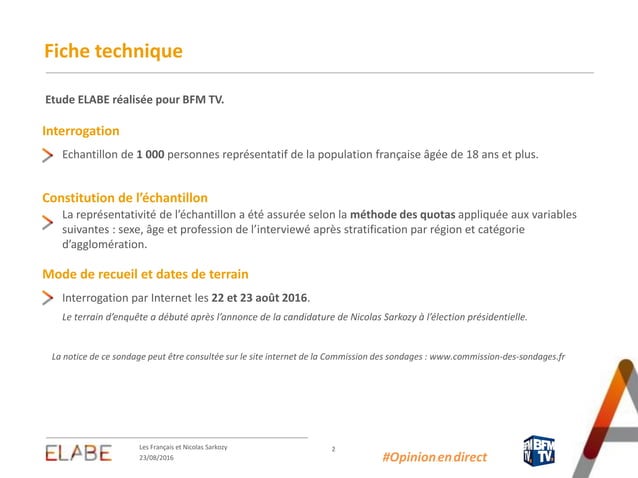 Fiche technique
Etude ELABE réalisée pour BFM TV.
Interrogation
Echantillon de 1 000 personnes représentatif de la population française âgée de 18 ans et plus.
Constitution de l'échantillon
La représentativité de l'échantillon a été assurée selon la méthode des quotas appliquée aux variables
suivantes : sexe, âge et profession de l'interviewé après stratification par région et catégorie
d'agglomération.
Mode de recueil et dates de terrain
Interrogation par Internet les 22 et 23 août 2016.
Le terrain d'enquête a débuté après l'annonce de la candidature de Nicolas Sarkozy à l'élection présidentielle.
La notice de ce sondage peut être consultée sur le site internet de la Commission des sondages : www.commission-des-sondages.fr
ELABE
Les Français et Nicolas Sarkozy
23/08/2016
2
#Opinion en direct
BFM
TV.